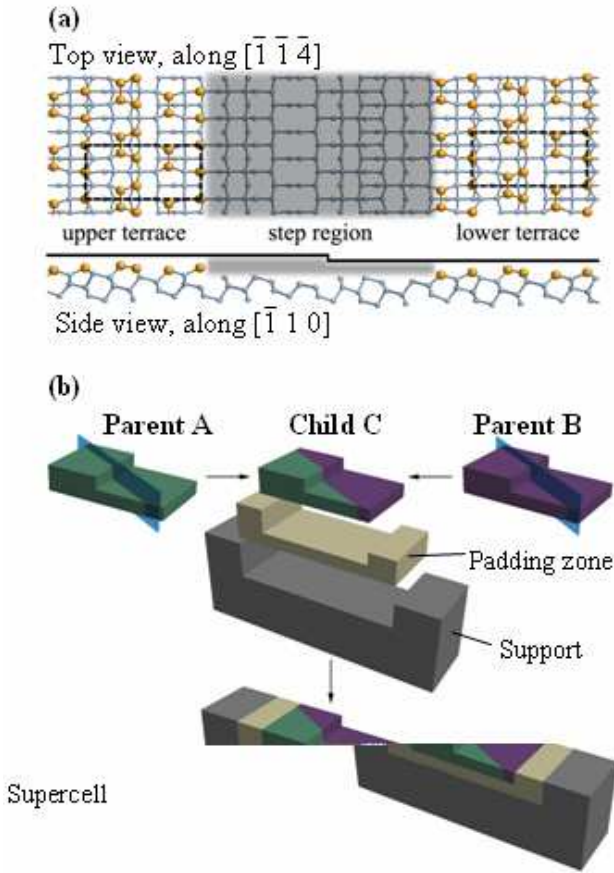 (a)
Top view, along [1̄ 1̄ 4̄]
upper terrace step region lower terrace
Side view, along [1̄ 1 0]
(b)
Parent A Child C Parent B
Padding zone
Support
Supercell